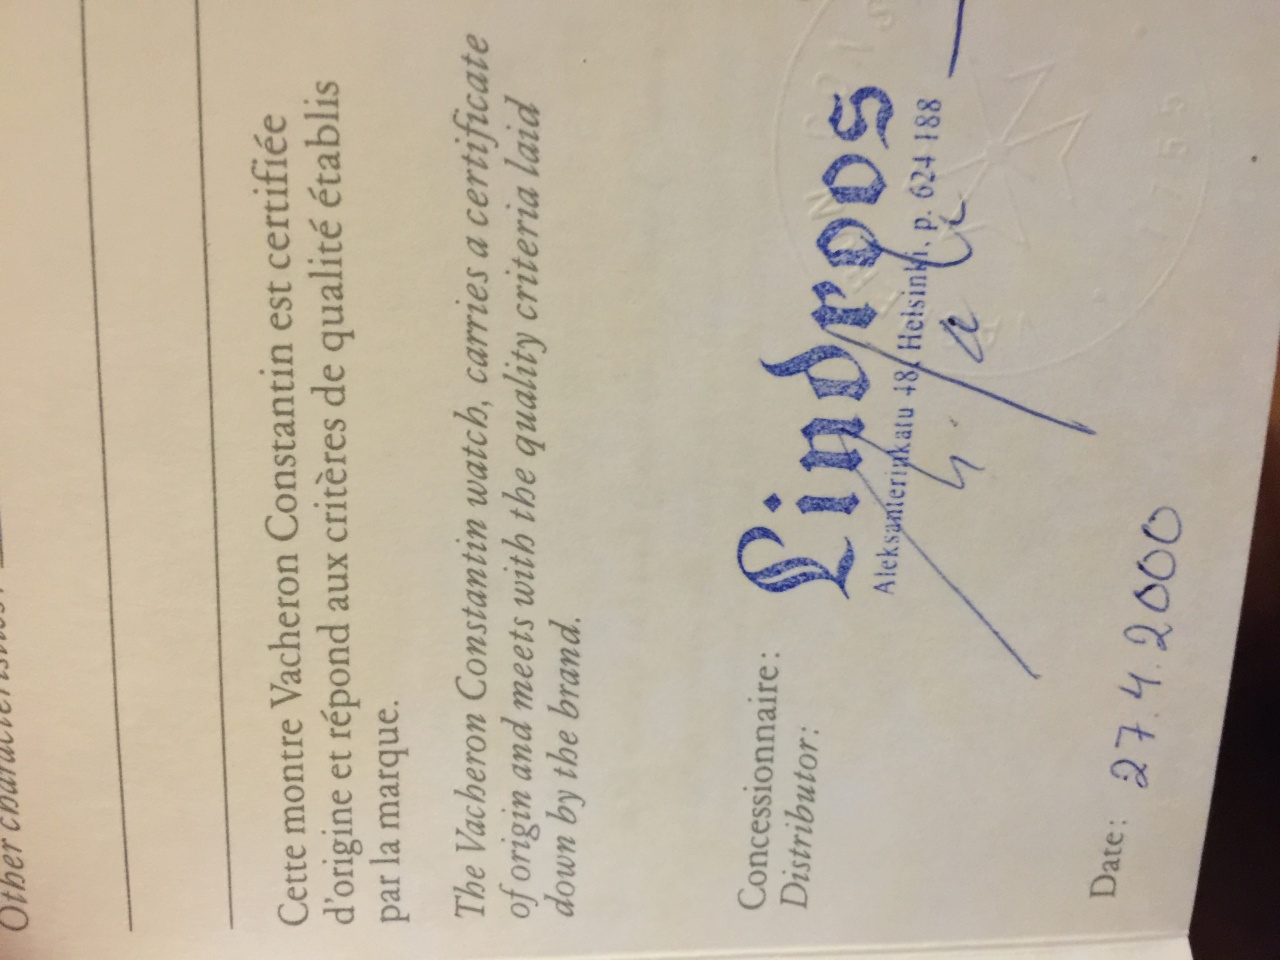 Other characteristics:
Cette montre Vacheron Constantin est certifiée
d'origine et répond aux critères de qualité établis
par la marque.
The Vacheron Constantin watch, carries a certificate
of origin and meets with the quality criteria laid
down by the brand.
Concessionnaire:
Distributor:
Lindroos
Aleksanterinkatu 48, Helsinki, p. 624 188
Date: 27.4.2000
1755